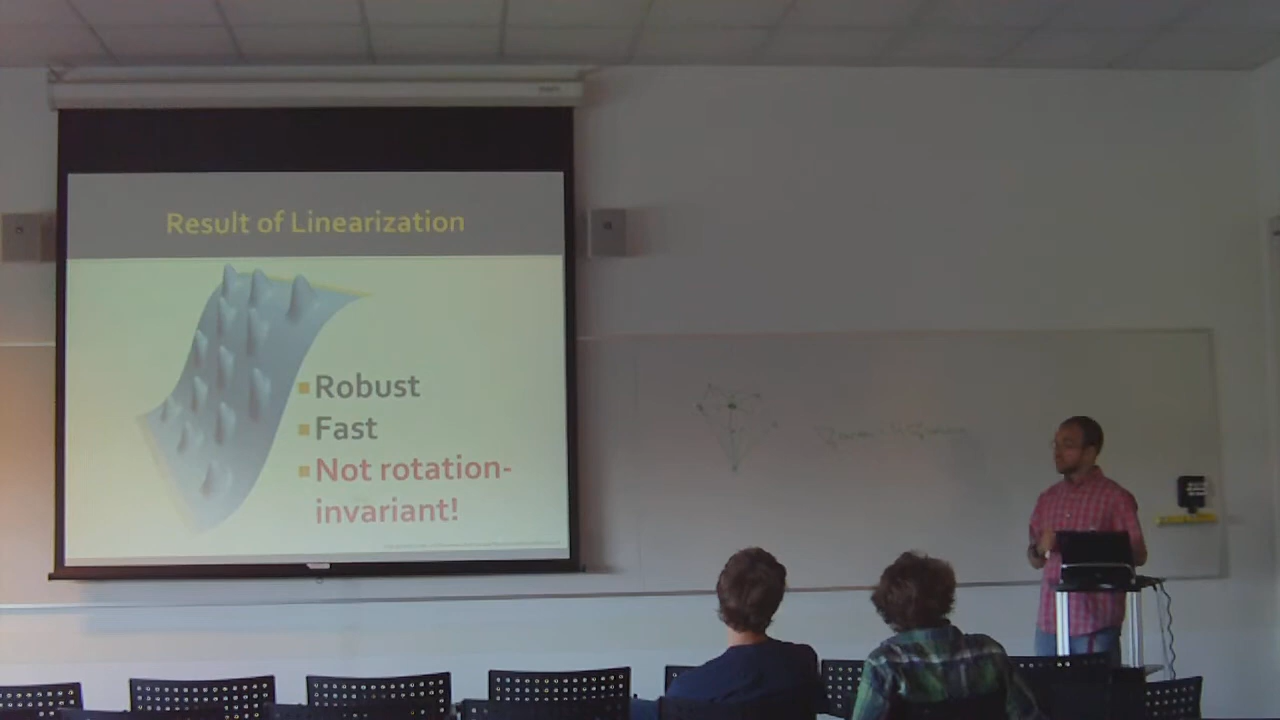 Result of Linearization
Robust
Fast
Not rotation-
invariant!